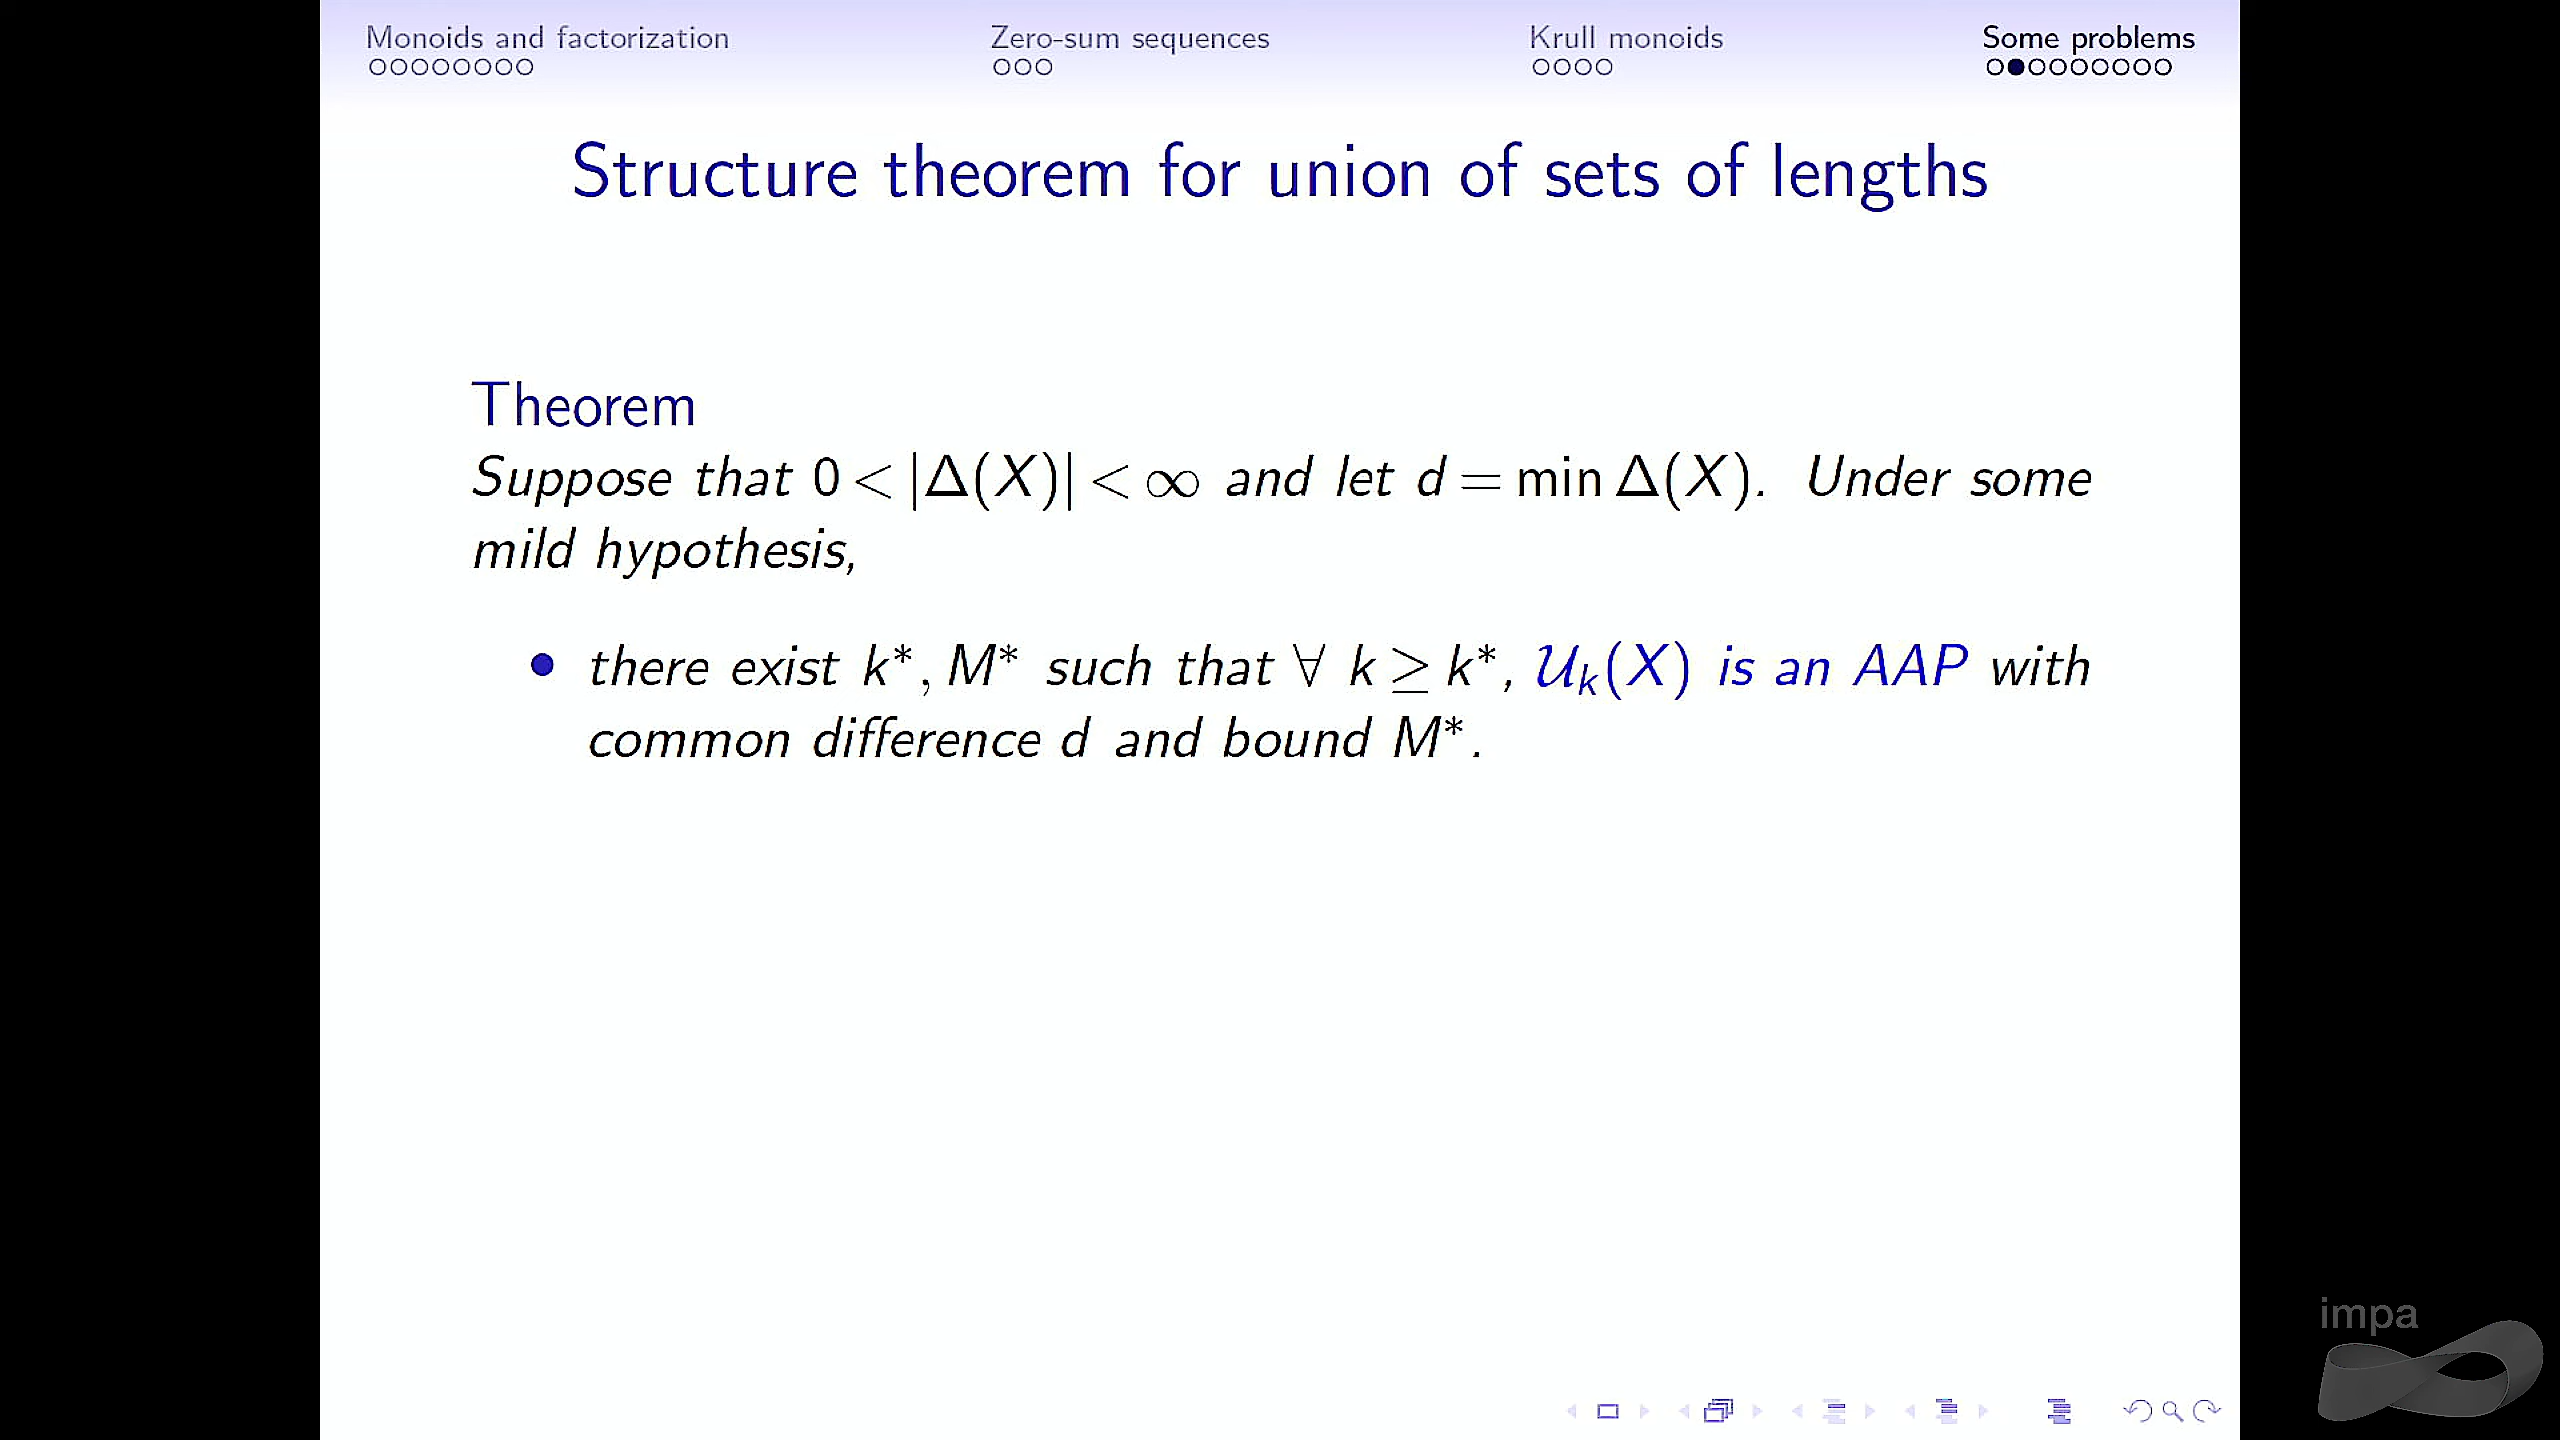 Monoids and factorization Zero-sum sequences Krull monoids Some problems
Structure theorem for union of sets of lengths
Theorem
Suppose that 0 < |Δ(X)| < ∞ and let d = min Δ(X). Under some
mild hypothesis,
• there exist k*, M* such that ∀ k ≥ k*, 𝒰ₖ(X) is an AAP with
common difference d and bound M*.
impa